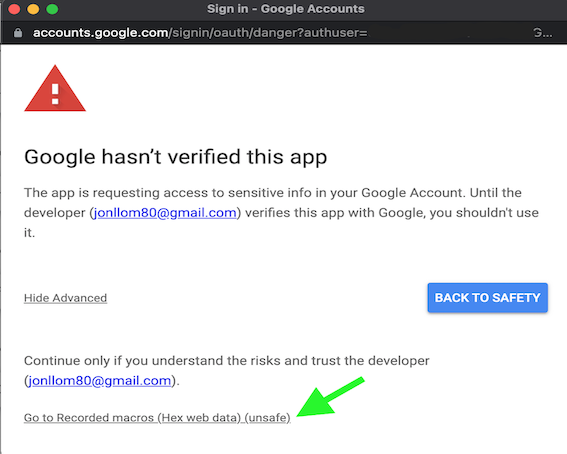 Sign in - Google Accounts
accounts.google.com/signin/oauth/danger?authuser= G...
Google hasn't verified this app
The app is requesting access to sensitive info in your Google Account. Until the
developer (jonllom80@gmail.com) verifies this app with Google, you shouldn't use
it.
Hide Advanced
BACK TO SAFETY
Continue only if you understand the risks and trust the developer
(jonllom80@gmail.com).
Go to Recorded macros (Hex web data) (unsafe)